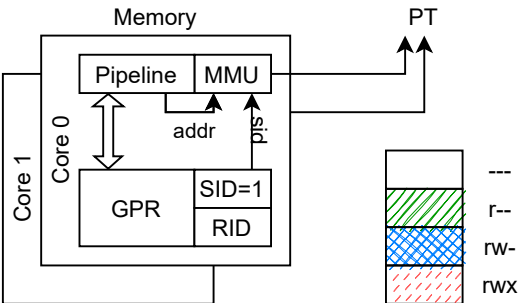 Memory
PT
Pipeline
MMU
addr
sid
Core 0
Core 1
GPR
SID=1
RID
---
r--
rw-
rwx